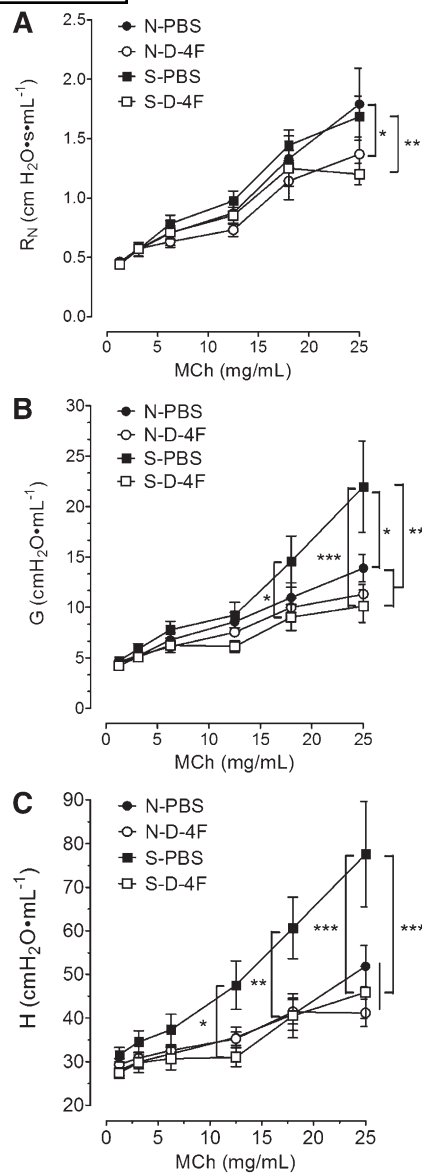 A
N-PBS
N-D-4F
S-PBS
S-D-4F
2.5
2.0
1.5
1.0
0.5
0.0
R_N (cm H₂O•s•mL⁻¹)
*
**
0 5 10 15 20 25
MCh (mg/mL)
B
N-PBS
N-D-4F
S-PBS
S-D-4F
30
25
20
15
10
5
0
G (cmH₂O•mL⁻¹)
*
***
*
**
0 5 10 15 20 25
MCh (mg/mL)
C
N-PBS
N-D-4F
S-PBS
S-D-4F
90
80
70
60
50
40
30
20
H (cmH₂O•mL⁻¹)
*
**
***
***
0 5 10 15 20 25
MCh (mg/mL)